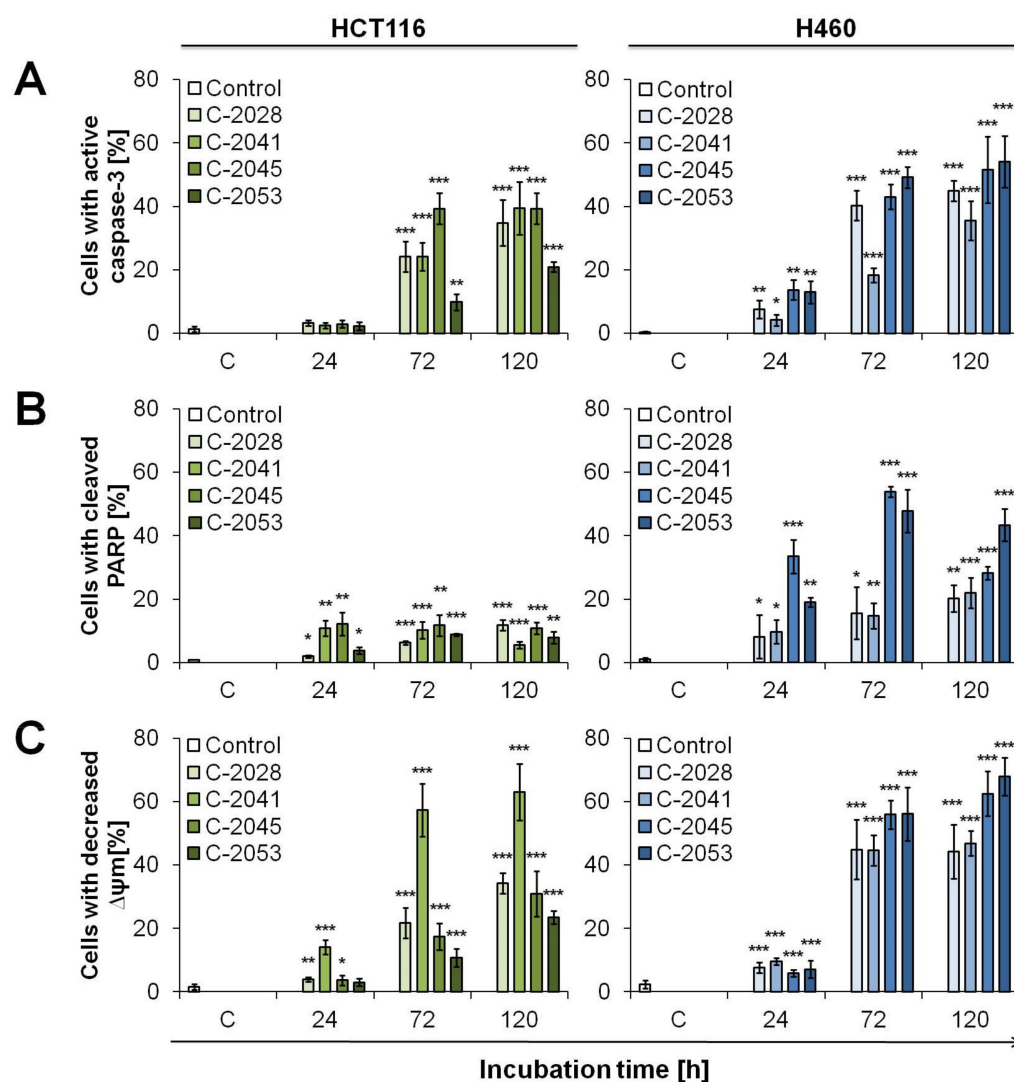 HCT116
H460
A
Cells with active
caspase-3 [%]
80
60
40
20
0
Control
C-2028
C-2041
C-2045
C-2053
*** *** *** **
*** *** *** ***
C 24 72 120
80
60
40
20
0
Control
C-2028
C-2041
C-2045
C-2053
** * ** **
*** *** *** ***
*** *** *** ***
C 24 72 120
B
Cells with cleaved
PARP [%]
80
60
40
20
0
Control
C-2028
C-2041
C-2045
C-2053
* ** ** *
*** *** ** ***
*** *** *** **
C 24 72 120
80
60
40
20
0
Control
C-2028
C-2041
C-2045
C-2053
* * *** **
* ** *** ***
** *** *** ***
C 24 72 120
C
Cells with decreased
Δψm[%]
80
60
40
20
0
Control
C-2028
C-2041
C-2045
C-2053
** *** *
*** *** *** ***
*** *** *** ***
C 24 72 120
80
60
40
20
0
Control
C-2028
C-2041
C-2045
C-2053
*** *** *** ***
*** *** *** ***
*** *** *** ***
C 24 72 120
Incubation time [h]